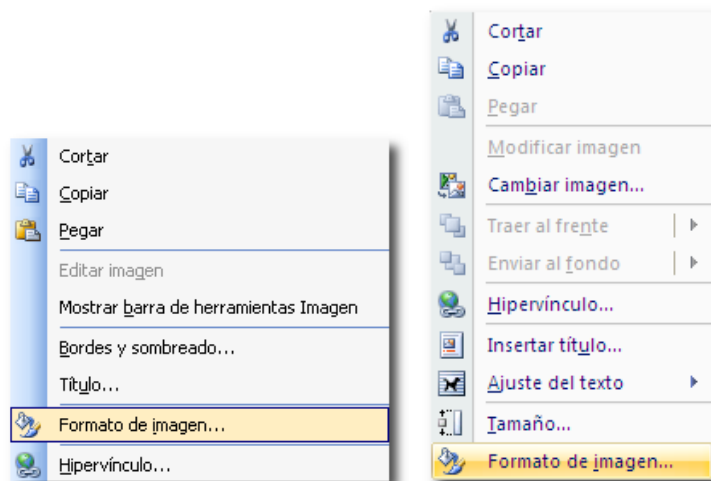 Cortar
Copiar
Pegar
Editar imagen
Mostrar barra de herramientas Imagen
Bordes y sombreado...
Título...
Formato de imagen...
Hipervínculo...
Cortar
Copiar
Pegar
Modificar imagen
Cambiar imagen...
Traer al frente
Enviar al fondo
Hipervínculo...
Insertar título...
Ajuste del texto
Tamaño...
Formato de imagen...